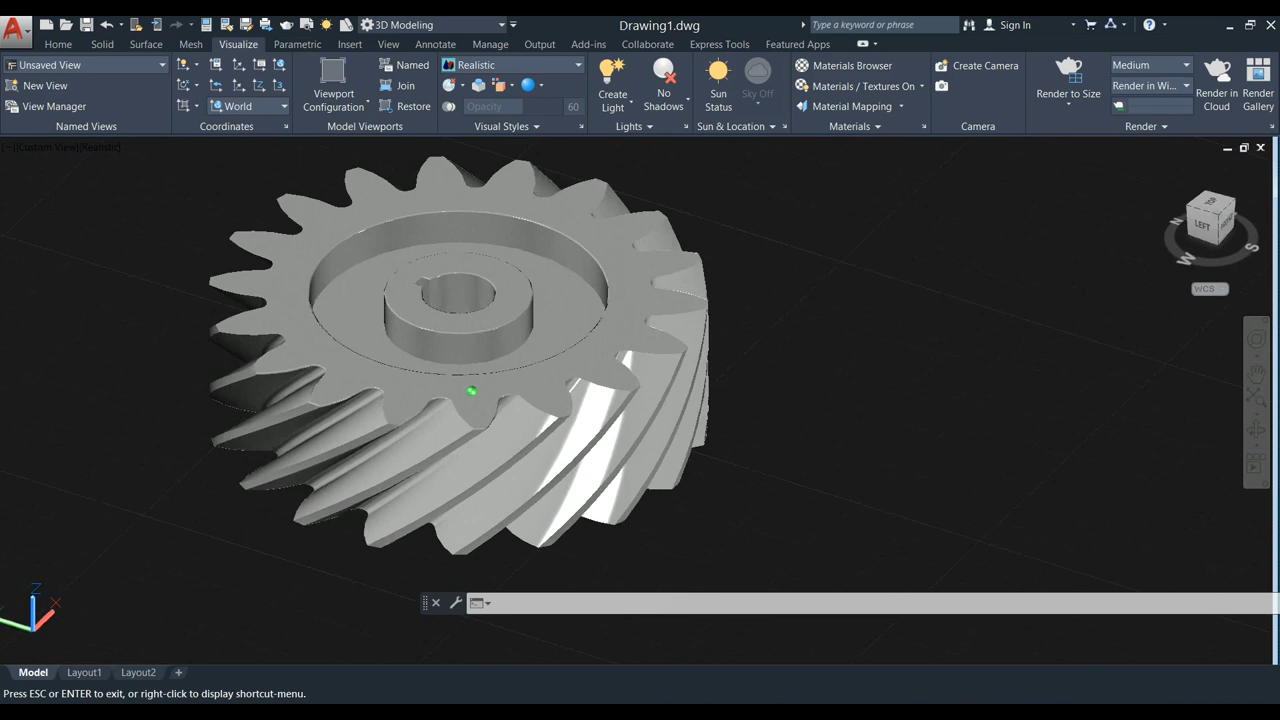 3D Modeling
Drawing1.dwg
Type a keyword or phrase
Sign In
Home Solid Surface Mesh Visualize Parametric Insert View Annotate Manage Output Add-ins Collaborate Express Tools Featured Apps
Unsaved View
New View
View Manager
Named Views
World
Coordinates
Viewport
Configuration
Named
Join
Restore
Model Viewports
Realistic
Opacity 60
Visual Styles
Create
Light
No
Shadows
Lights
Sun
Status
Sky Off
Sun & Location
Materials Browser
Materials / Textures On
Material Mapping
Materials
Create Camera
Camera
Render to Size
Medium
Render in Wi...
Render in
Cloud
Render
Gallery
Render
[−][Custom View][Realistic]
TOP
LEFT
FRONT
N
S
W
WCS
Z
X
Model Layout1 Layout2 +
Press ESC or ENTER to exit, or right-click to display shortcut-menu.